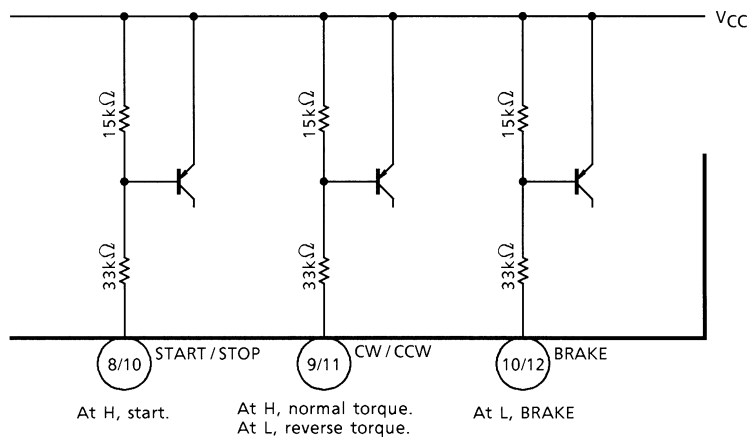 VCC
15kΩ
15kΩ
15kΩ
33kΩ
33kΩ
33kΩ
8/10 START/STOP
9/11 CW/CCW
10/12 BRAKE
At H, start.
At H, normal torque.
At L, reverse torque.
At L, BRAKE